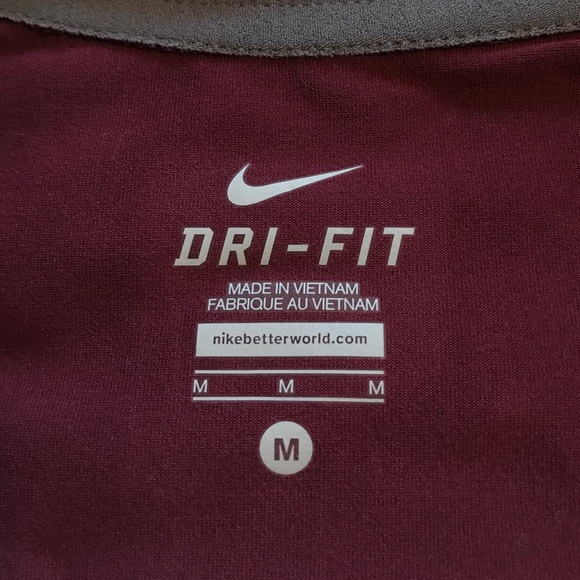 DRI-FIT
MADE IN VIETNAM
FABRIQUE AU VIETNAM
nikebetterworld.com
M M M
M